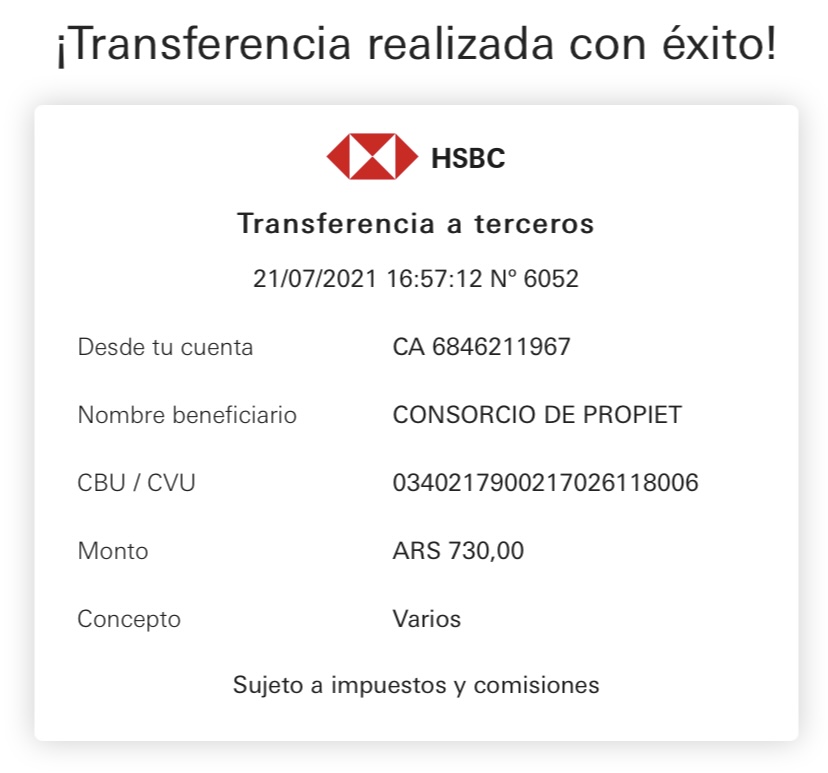 ¡Transferencia realizada con éxito!
HSBC
Transferencia a terceros
21/07/2021 16:57:12 Nº 6052
Desde tu cuenta CA 6846211967
Nombre beneficiario CONSORCIO DE PROPIET
CBU / CVU 0340217900217026118006
Monto ARS 730,00
Concepto Varios
Sujeto a impuestos y comisiones